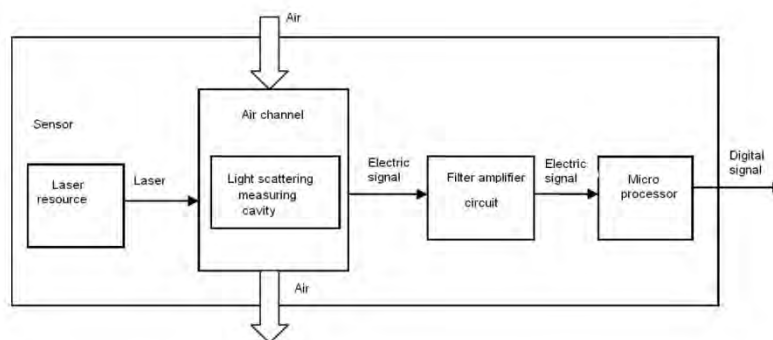 Air
Sensor
Air channel
Laser
resource
Laser
Light scattering
measuring
cavity
Electric
signal
Filter amplifier
circuit
Electric
signal
Micro
processor
Digital
signal
Air